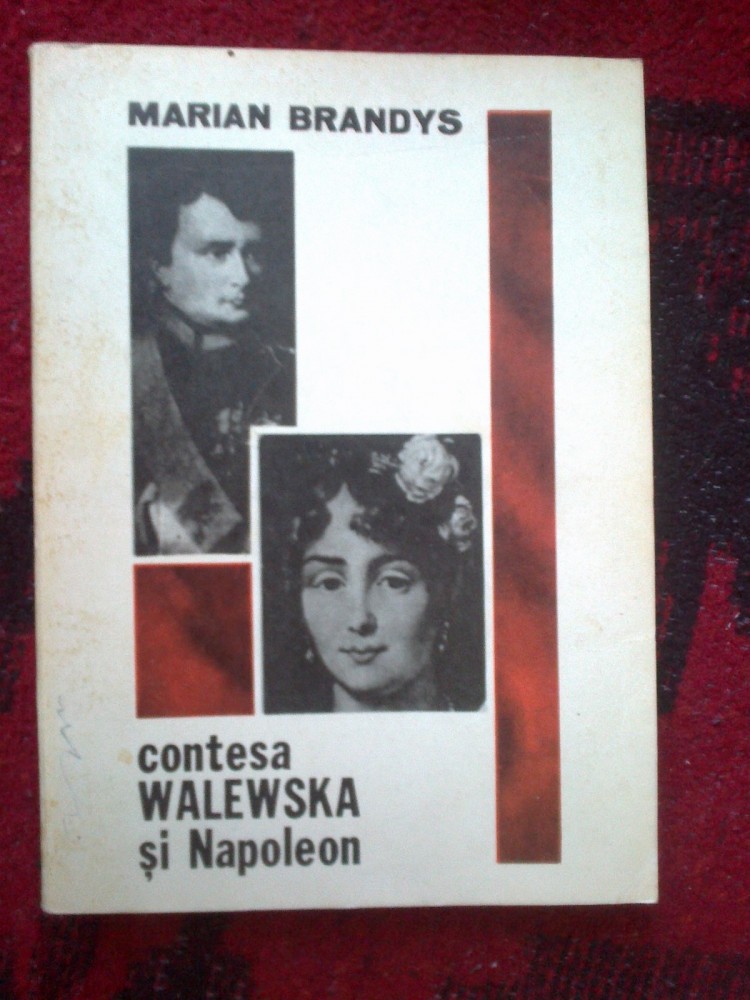 MARIAN BRANDYS
contesa
WALEWSKA
și Napoleon